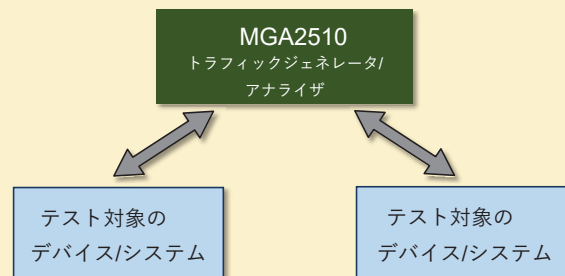 MGA2510
トラフィックジェネレータ/
アナライザ
テスト対象の
デバイス/システム
テスト対象の
デバイス/システム